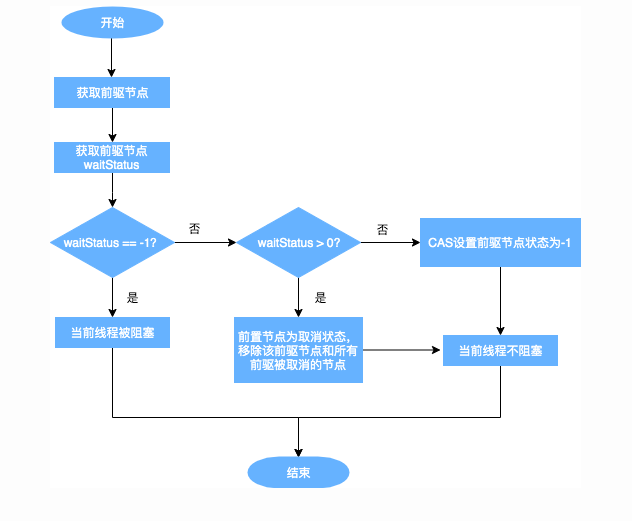 开始
获取前驱节点
获取前驱节点
waitStatus
waitStatus == -1?
否
waitStatus > 0?
否
CAS设置前驱节点状态为-1
是
是
当前线程被阻塞
前置节点为取消状态,
移除该前驱节点和所有
前驱被取消的节点
当前线程不阻塞
结束